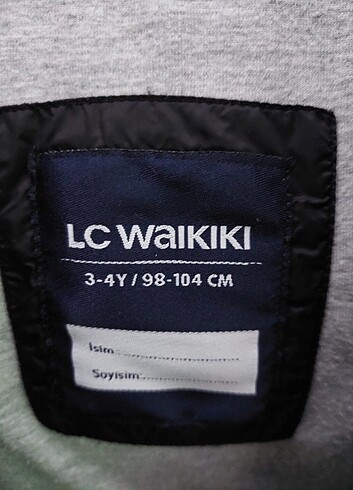 LC WAIKIKI
3-4Y / 98-104 CM
İsim:
Soyisim: